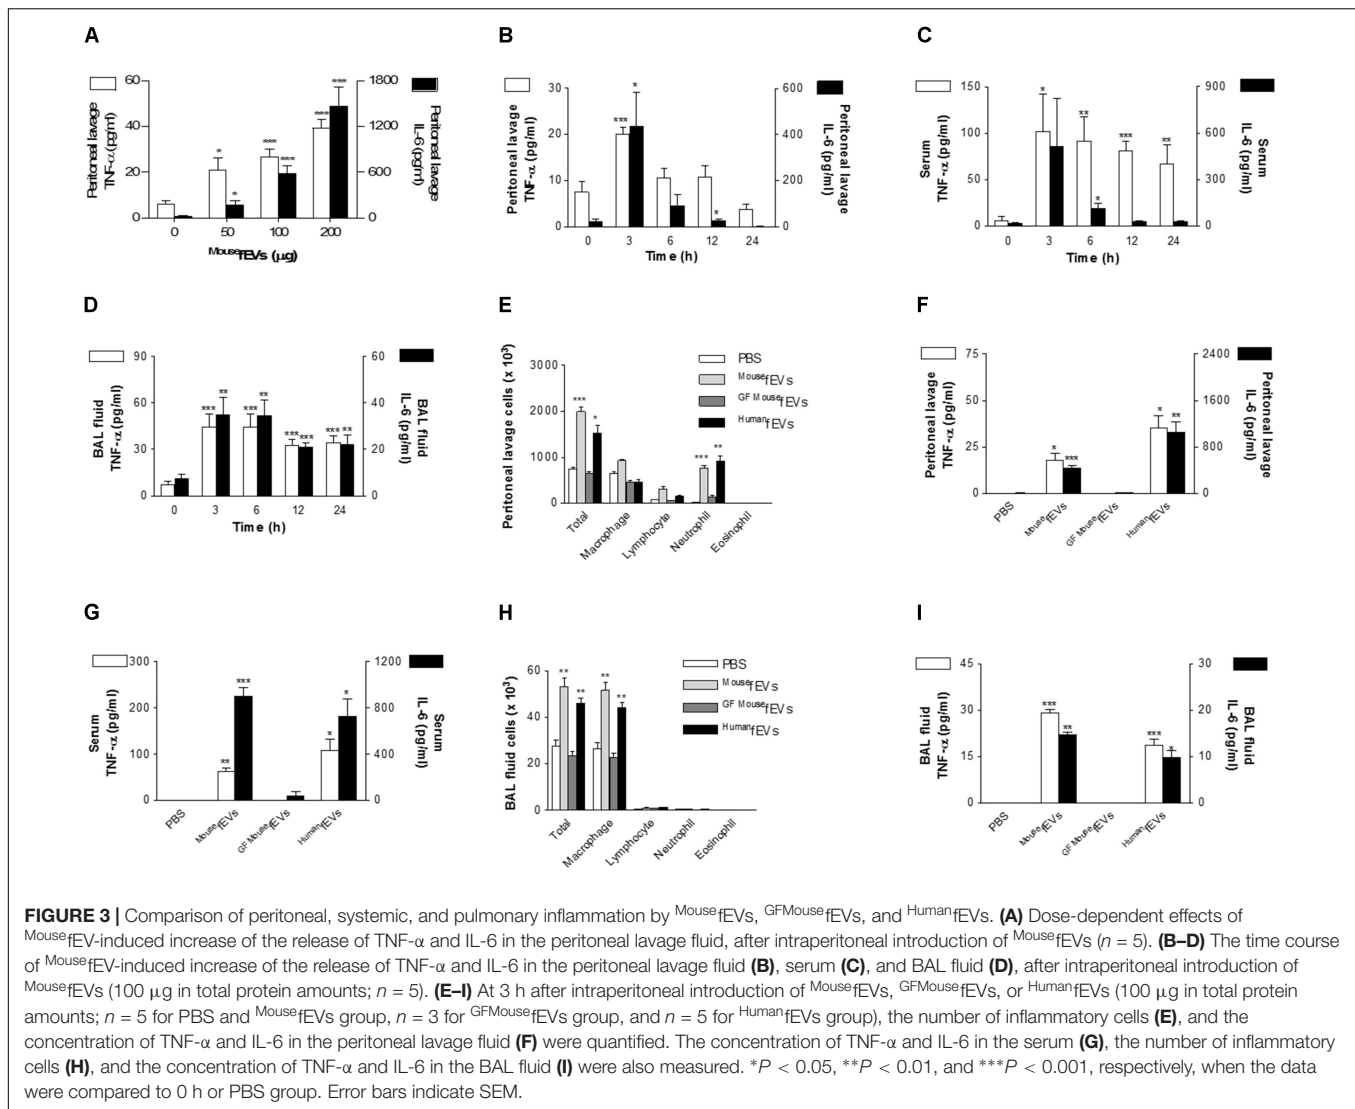 A
Peritoneal lavage
TNF-α (pg/ml)
60
40
20
0
1800
1200
600
0
Peritoneal lavage
IL-6 (pg/ml)
*
*
***
***
***
***
0 50 100 200
MousefEVs (μg)
B
Peritoneal lavage
TNF-α (pg/ml)
30
20
10
0
600
400
200
0
Peritoneal lavage
IL-6 (pg/ml)
***
*
*
0 3 6 12 24
Time (h)
C
Serum
TNF-α (pg/ml)
150
100
50
0
900
600
300
0
Serum
IL-6 (pg/ml)
*
**
*
***
**
0 3 6 12 24
Time (h)
D
BAL fluid
TNF-α (pg/ml)
90
60
30
0
60
40
20
0
BAL fluid
IL-6 (pg/ml)
*** ** *** ** *** *** *** **
0 3 6 12 24
Time (h)
E
Peritoneal lavage cells (x 10³)
3000
2000
1000
0
PBS
MousefEVs
GF MousefEVs
HumanfEVs
***
*
***
**
Total
Macrophage
Lymphocyte
Neutrophil
Eosinophil
F
Peritoneal lavage
TNF-α (pg/ml)
75
50
25
0
2400
1800
1200
600
0
Peritoneal lavage
IL-6 (pg/ml)
*
***
*
**
PBS
MousefEVs
GF MousefEVs
HumanfEVs
G
Serum
TNF-α (pg/ml)
300
200
100
0
1200
800
400
0
Serum
IL-6 (pg/ml)
**
***
*
*
PBS
MousefEVs
GF MousefEVs
HumanfEVs
H
BAL fluid cells (x 10³)
60
40
20
0
PBS
MousefEVs
GF MousefEVs
HumanfEVs
**
**
**
**
Total
Macrophage
Lymphocyte
Neutrophil
Eosinophil
I
BAL fluid
TNF-α (pg/ml)
45
30
15
0
30
20
10
0
BAL fluid
IL-6 (pg/ml)
***
**
***
*
PBS
MousefEVs
GF MousefEVs
HumanfEVs
FIGURE 3 | Comparison of peritoneal, systemic, and pulmonary inflammation by MousefEVs, GFMousefEVs, and HumanfEVs. (A) Dose-dependent effects of
MousefEV-induced increase of the release of TNF-α and IL-6 in the peritoneal lavage fluid, after intraperitoneal introduction of MousefEVs (n = 5). (B–D) The time course
of MousefEV-induced increase of the release of TNF-α and IL-6 in the peritoneal lavage fluid (B), serum (C), and BAL fluid (D), after intraperitoneal introduction of
MousefEVs (100 μg in total protein amounts; n = 5). (E–I) At 3 h after intraperitoneal introduction of MousefEVs, GFMousefEVs, or HumanfEVs (100 μg in total protein
amounts; n = 5 for PBS and MousefEVs group, n = 3 for GFMousefEVs group, and n = 5 for HumanfEVs group), the number of inflammatory cells (E), and the
concentration of TNF-α and IL-6 in the peritoneal lavage fluid (F) were quantified. The concentration of TNF-α and IL-6 in the serum (G), the number of inflammatory
cells (H), and the concentration of TNF-α and IL-6 in the BAL fluid (I) were also measured. *P < 0.05, **P < 0.01, and ***P < 0.001, respectively, when the data
were compared to 0 h or PBS group. Error bars indicate SEM.